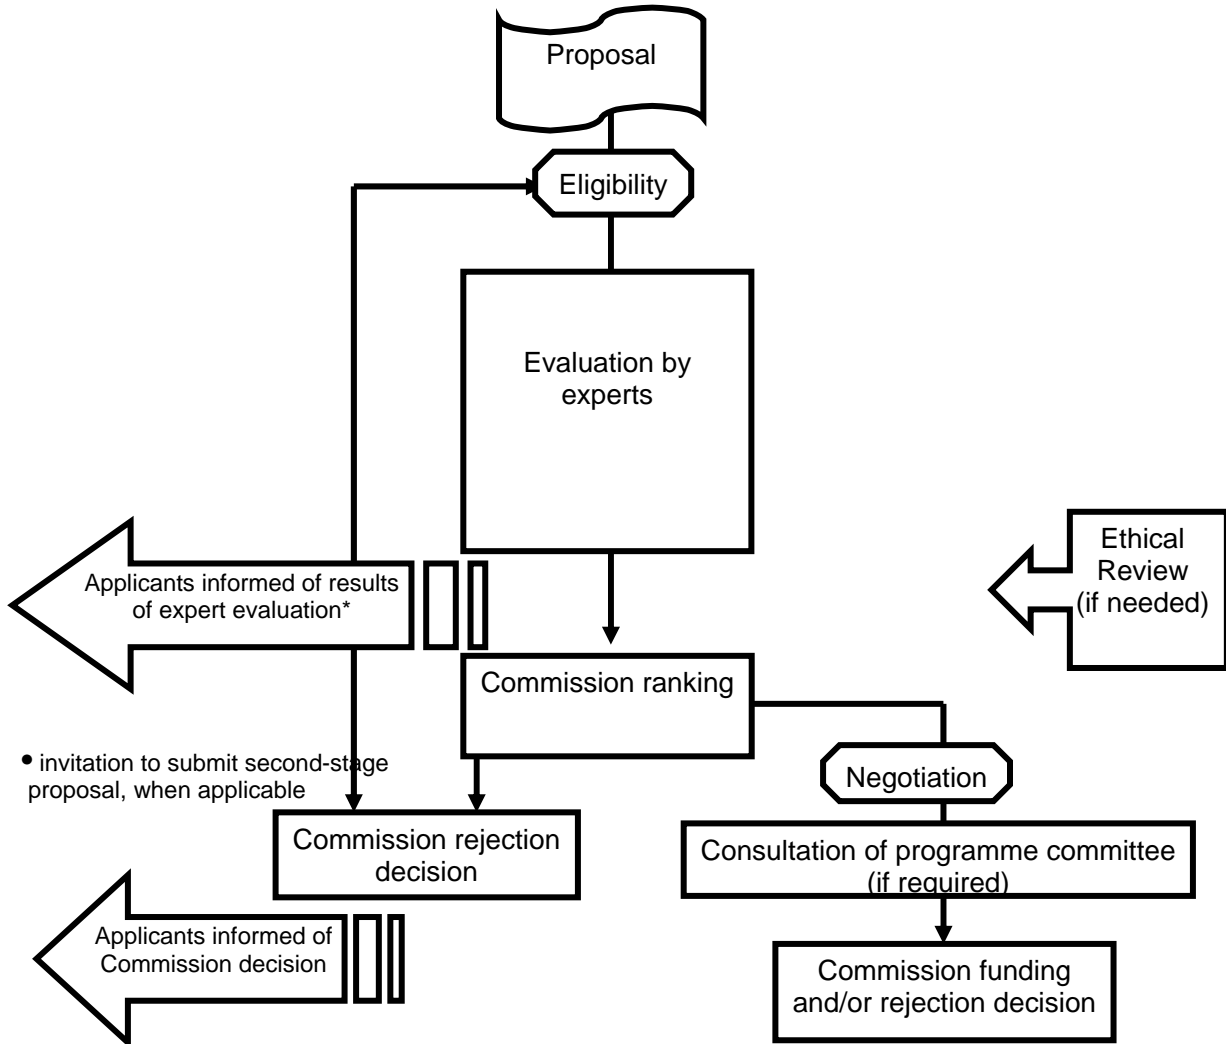 Proposal
Eligibility
Evaluation by
experts
Ethical
Review
(if needed)
Applicants informed of results
of expert evaluation*
Commission ranking
• invitation to submit second-stage
proposal, when applicable
Negotiation
Commission rejection
decision
Consultation of programme committee
(if required)
Applicants informed of
Commission decision
Commission funding
and/or rejection decision